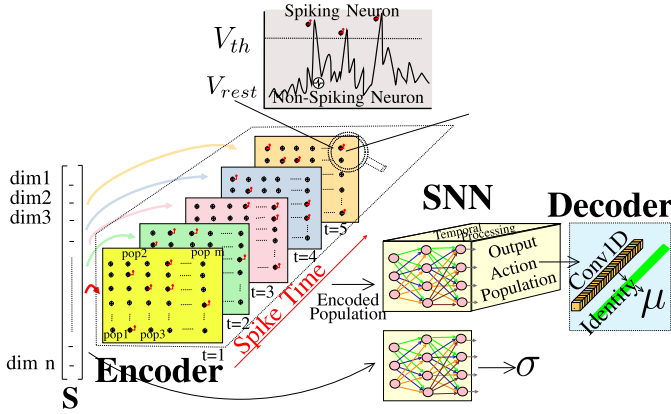 Spiking Neuron
V_th
V_rest
Non-Spiking Neuron
dim1
dim2
dim3
dim n
S
pop2
pop m
pop1
pop3
t=1
t=2
t=3
t=4
t=5
Encoder
Spike Time
Encoded
Population
SNN
Temporal
Processing
Output
Action
Population
Decoder
Conv1D
Identity
μ
σ